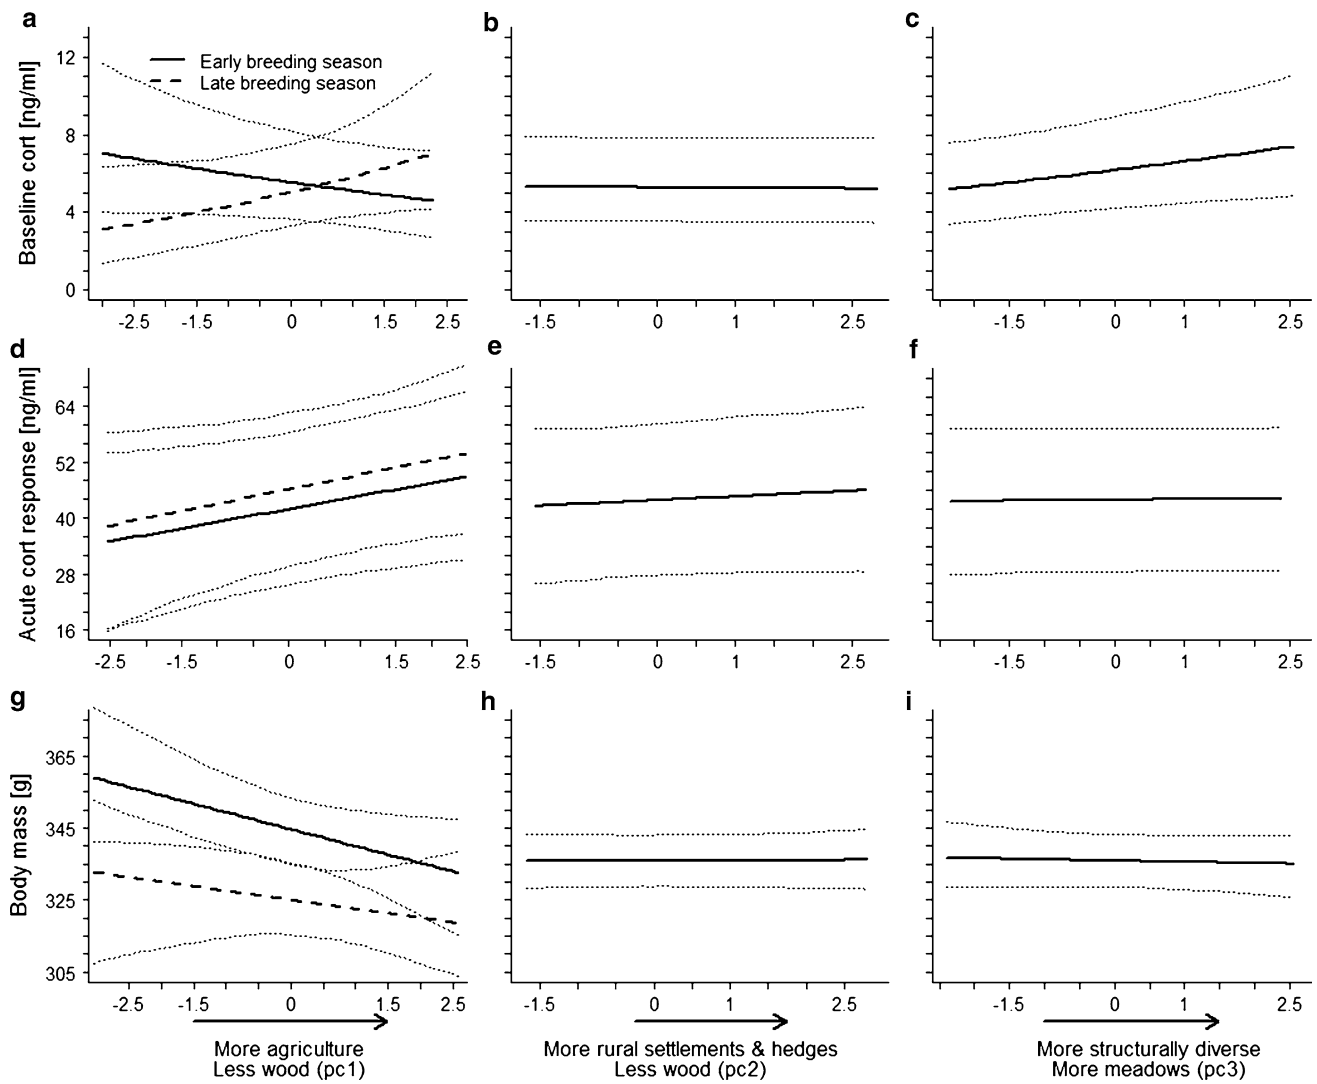 a
b
c
Early breeding season
Late breeding season
Baseline cort [ng/ml]
12
8
4
0
-2.5 -1.5 0 1.5 2.5
-1.5 0 1 2.5
-1.5 0 1 2.5
d
e
f
Acute cort response [ng/ml]
64
52
40
28
16
-2.5 -1.5 0 1.5 2.5
-1.5 0 1 2.5
-1.5 0 1 2.5
g
h
i
Body mass [g]
365
345
325
305
-2.5 -1.5 0 1.5 2.5
-1.5 0 1 2.5
-1.5 0 1 2.5
More agriculture
Less wood (pc1)
More rural settlements & hedges
Less wood (pc2)
More structurally diverse
More meadows (pc3)